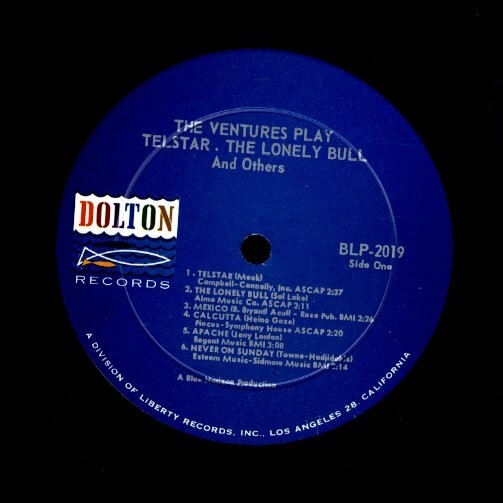 THE VENTURES PLAY
TELSTAR . THE LONELY BULL
And Others
DOLTON
RECORDS
BLP-2019
Side One
1. TELSTAR (Meek)
Campbell-Connelly, Inc. ASCAP 2:37
2. THE LONELY BULL (Sol Lake)
Almo Music Co. ASCAP 2:11
3. MEXICO (B. Bryant) Acuff - Rose Pub. BMI 2:26
4. CALCUTTA (Heino Gaze)
Pincus-Symphony House ASCAP 2:20
5. APACHE (Jerry Lordan)
Regent Music BMI 3:08
6. NEVER ON SUNDAY (Towne-Hadjidakis)
Esteem Music-Sidmore Music BMI 2:14
A Blue Horizon Production
A DIVISION OF LIBERTY RECORDS, INC., LOS ANGELES 28, CALIFORNIA